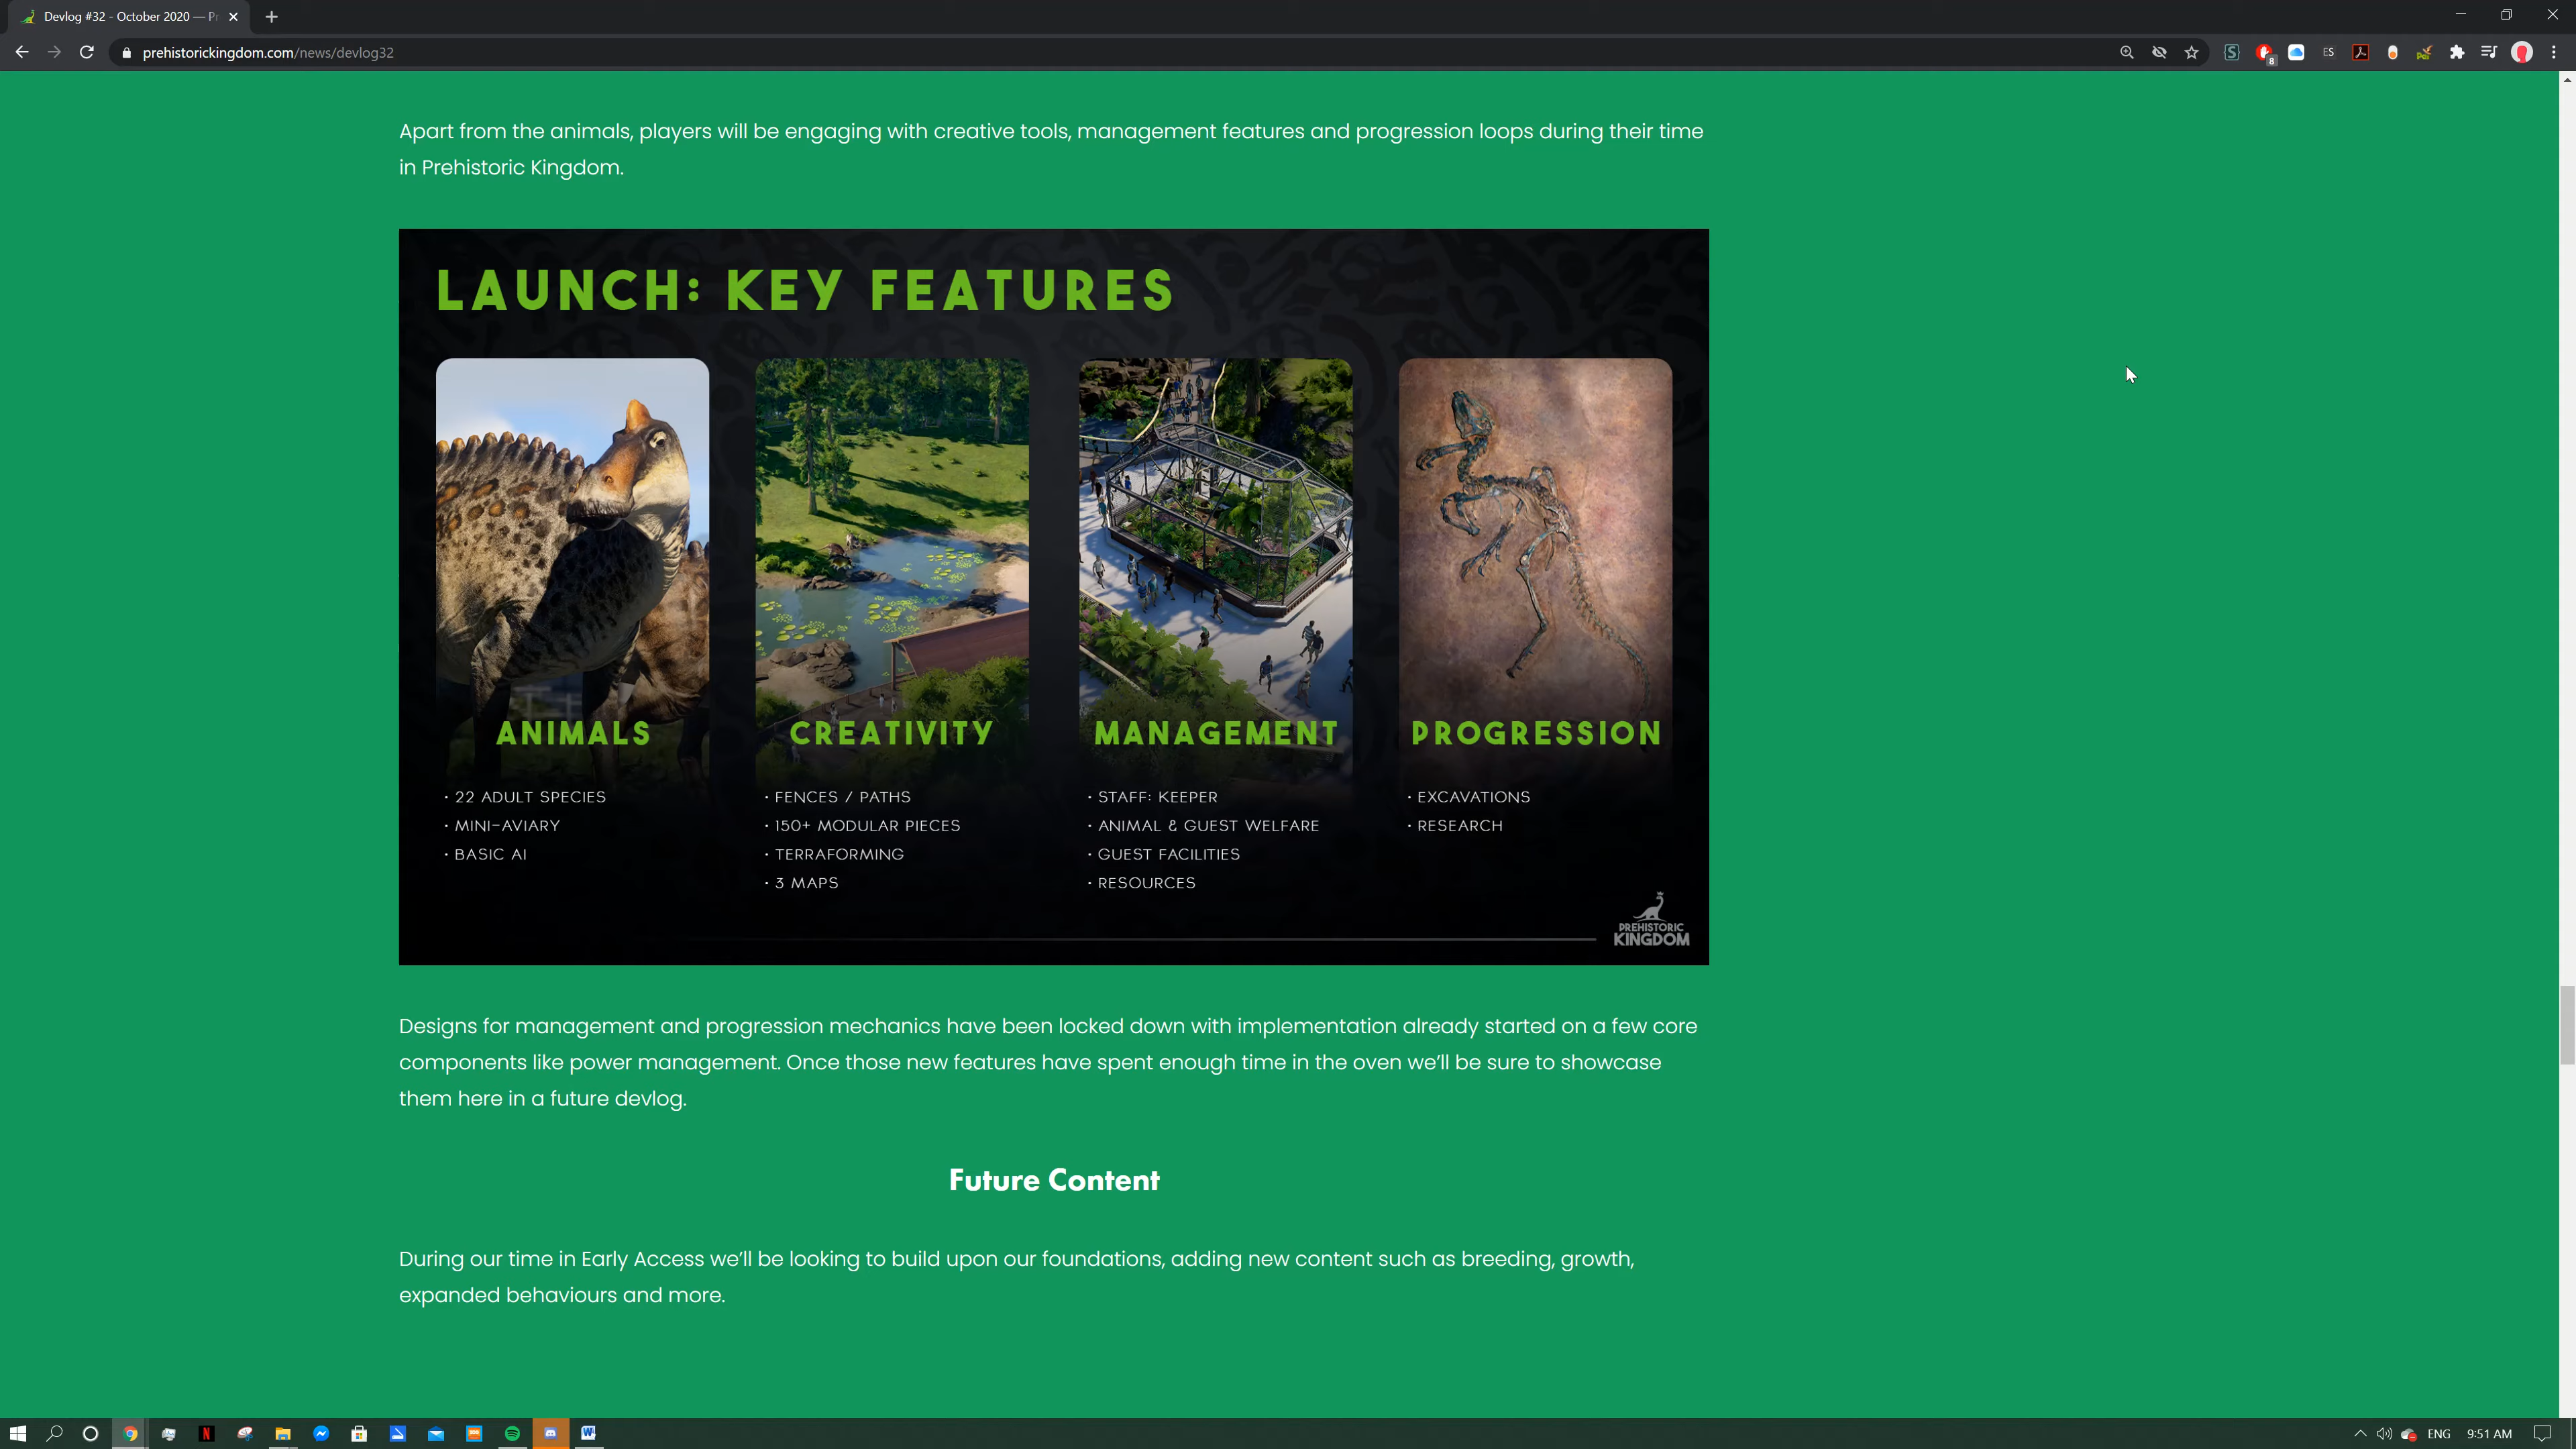 Devlog #32 - October 2020 — Pr
prehistorickingdom.com/news/devlog32
8
ES
Apart from the animals, players will be engaging with creative tools, management features and progression loops during their time
in Prehistoric Kingdom.
LAUNCH: KEY FEATURES
ANIMALS
· 22 ADULT SPECIES
· MINI-AVIARY
· BASIC AI
CREATIVITY
· FENCES / PATHS
· 150+ MODULAR PIECES
· TERRAFORMING
· 3 MAPS
MANAGEMENT
· STAFF: KEEPER
· ANIMAL & GUEST WELFARE
· GUEST FACILITIES
· RESOURCES
PROGRESSION
· EXCAVATIONS
· RESEARCH
PREHISTORIC
KINGDOM
Designs for management and progression mechanics have been locked down with implementation already started on a few core
components like power management. Once those new features have spent enough time in the oven we'll be sure to showcase
them here in a future devlog.
Future Content
During our time in Early Access we'll be looking to build upon our foundations, adding new content such as breeding, growth,
expanded behaviours and more.
ENG
9:51 AM